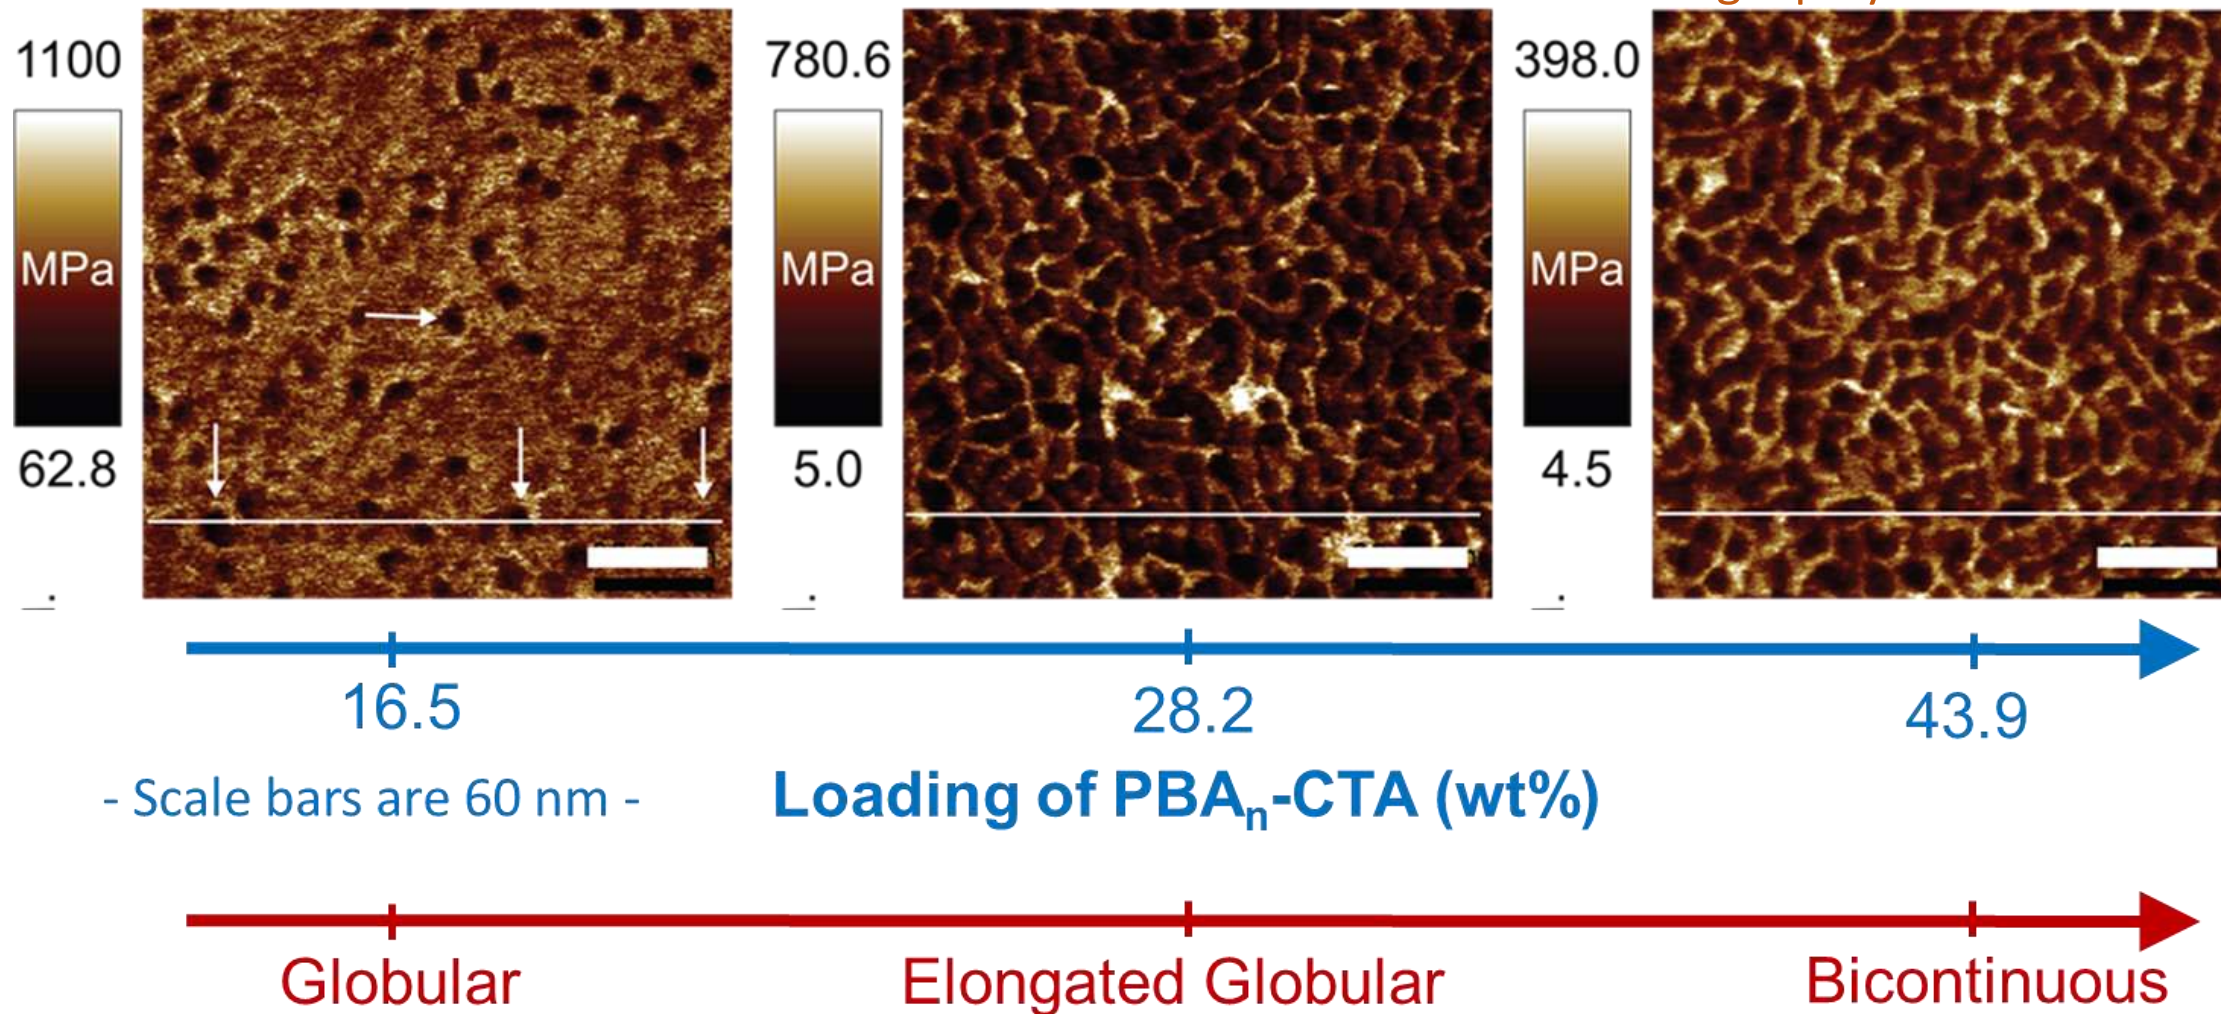 1100
780.6
398.0
MPa
MPa
MPa
62.8
5.0
4.5
16.5
28.2
43.9
- Scale bars are 60 nm -
Loading of PBAn-CTA (wt%)
Globular
Elongated Globular
Bicontinuous